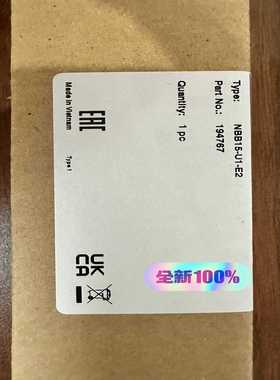 Type: NBB15-U1-E2
Part No.: 194767
Quantity: 1 pc
EAC
Made in Vietnam
Type I
UK
CA
全新100%